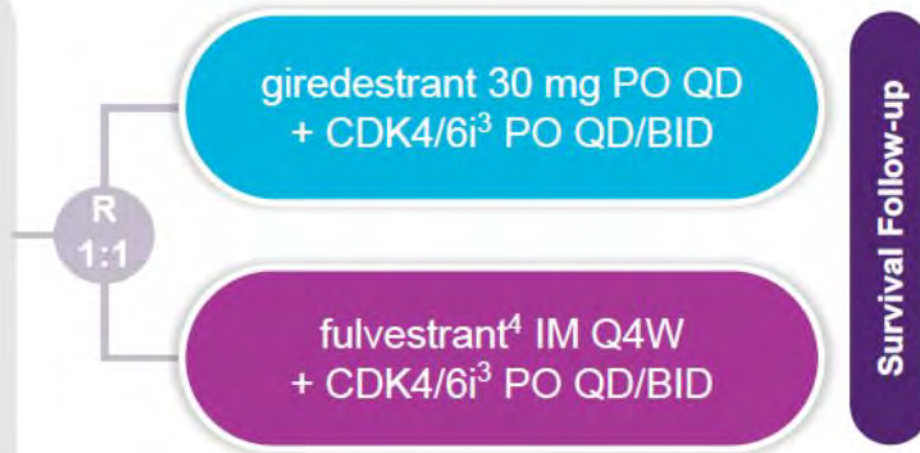 R
1:1
giredestrant 30 mg PO QD
+ CDK4/6i³ PO QD/BID
fulvestrant⁴ IM Q4W
+ CDK4/6i³ PO QD/BID
Survival Follow-up